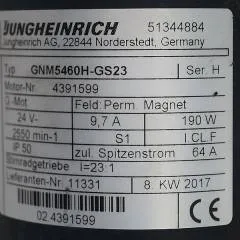 JUNGHEINRICH 51344884
Jungheinrich AG, 22844 Norderstedt, Germany
Typ GNM5460H-GS23 Ser. H
Motor-Nr. 4391599
G.-Mot Feld: Perm. Magnet
24 V- 9,7 A 190 W
2550 min-1 S1 I.CL.F
IP 50 zul. Spitzenstrom 64 A
Stirnradgetriebe I=23.1
Lieferanten-Nr. 11331 8. KW 2017
02.4391599
CE